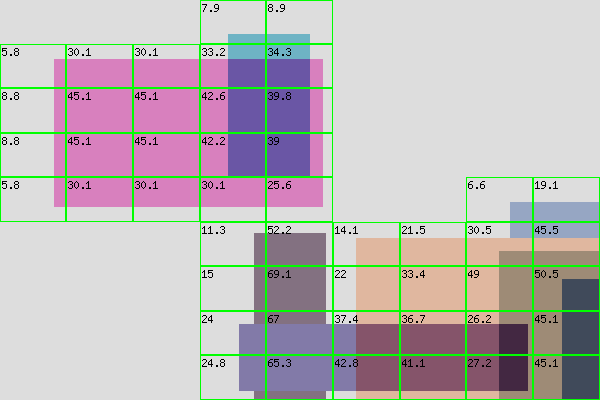 7.9 8.9
5.8 30.1 30.1 33.2 34.3
8.8 45.1 45.1 42.6 39.8
8.8 45.1 45.1 42.2 39
5.8 30.1 30.1 30.1 25.6
6.6 19.1
11.3 52.2 14.1 21.5 30.5 45.5
15 69.1 22 33.4 49 50.5
24 67 37.4 36.7 26.2 45.1
24.8 65.3 42.8 41.1 27.2 45.1